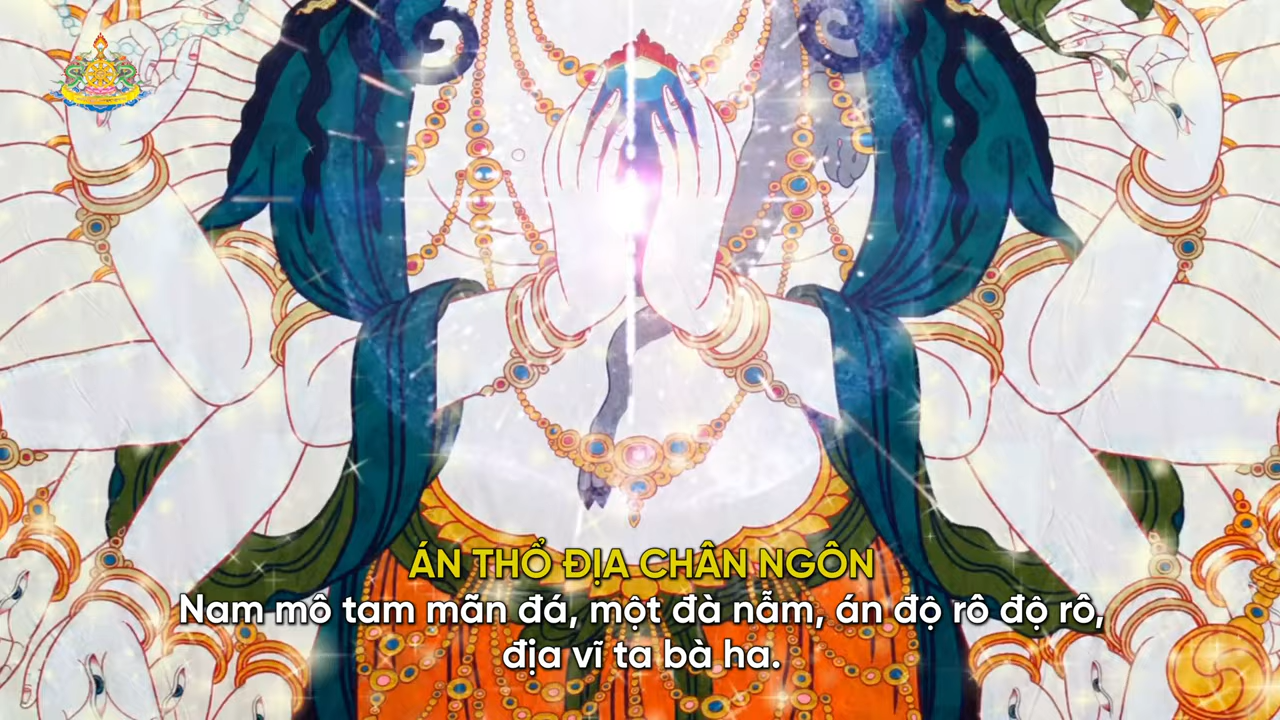 ÁN THỔ ĐỊA CHÂN NGÔN
Nam mô tam mãn đá, một đà nẫm, án độ rô độ rô,
địa vĩ ta bà ha.